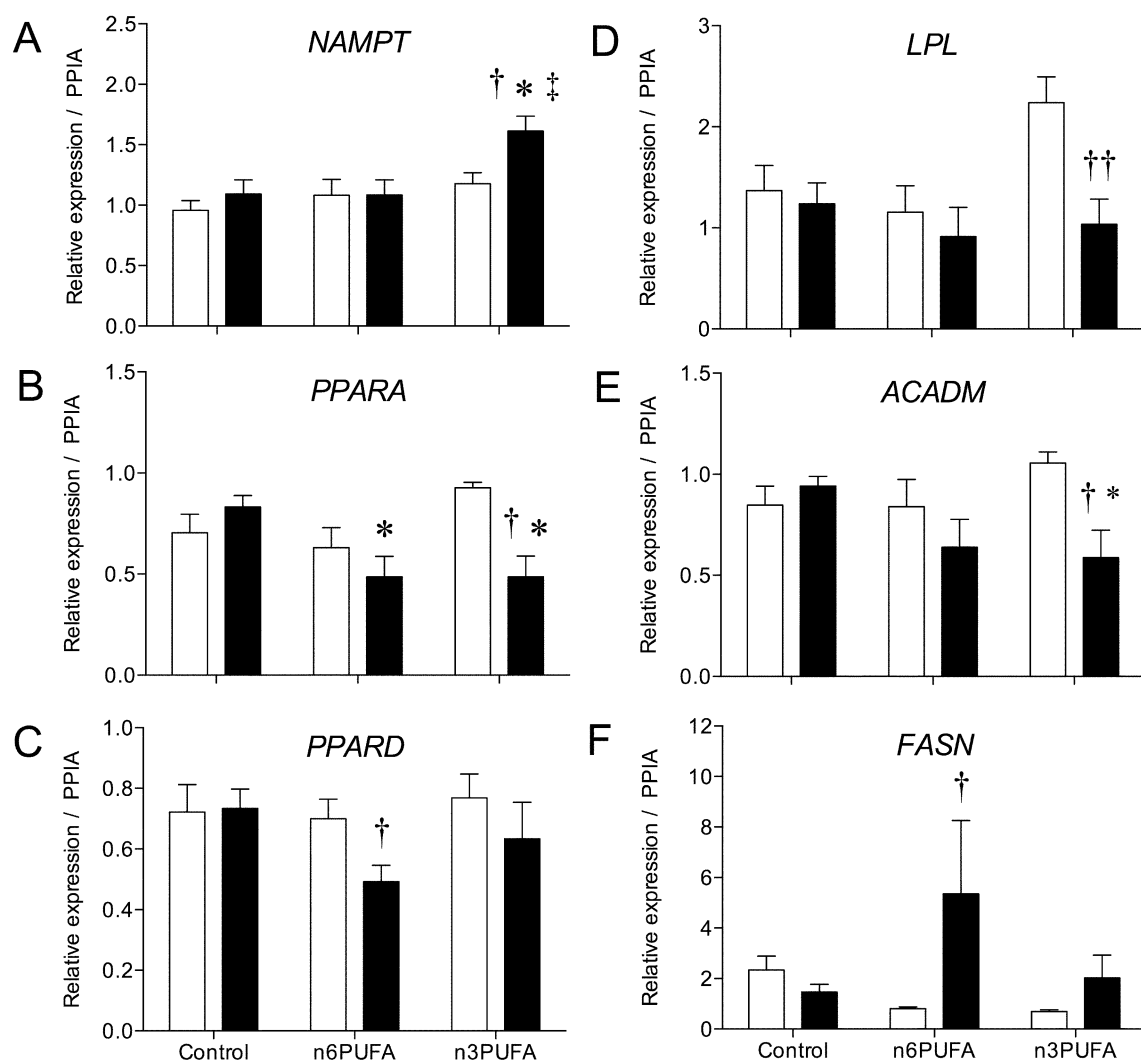 A
NAMPT
Relative expression / PPIA
2.5
2.0
1.5
1.0
0.5
0.0
† * ‡
B
PPARA
Relative expression / PPIA
1.5
1.0
0.5
0.0
*
† *
C
PPARD
Relative expression / PPIA
1.0
0.8
0.6
0.4
0.2
0.0
†
Control n6PUFA n3PUFA
D
LPL
Relative expression / PPIA
3
2
1
0
††
E
ACADM
Relative expression / PPIA
1.5
1.0
0.5
0.0
† *
F
FASN
Relative expression / PPIA
12
10
8
6
4
2
0
†
Control n6PUFA n3PUFA